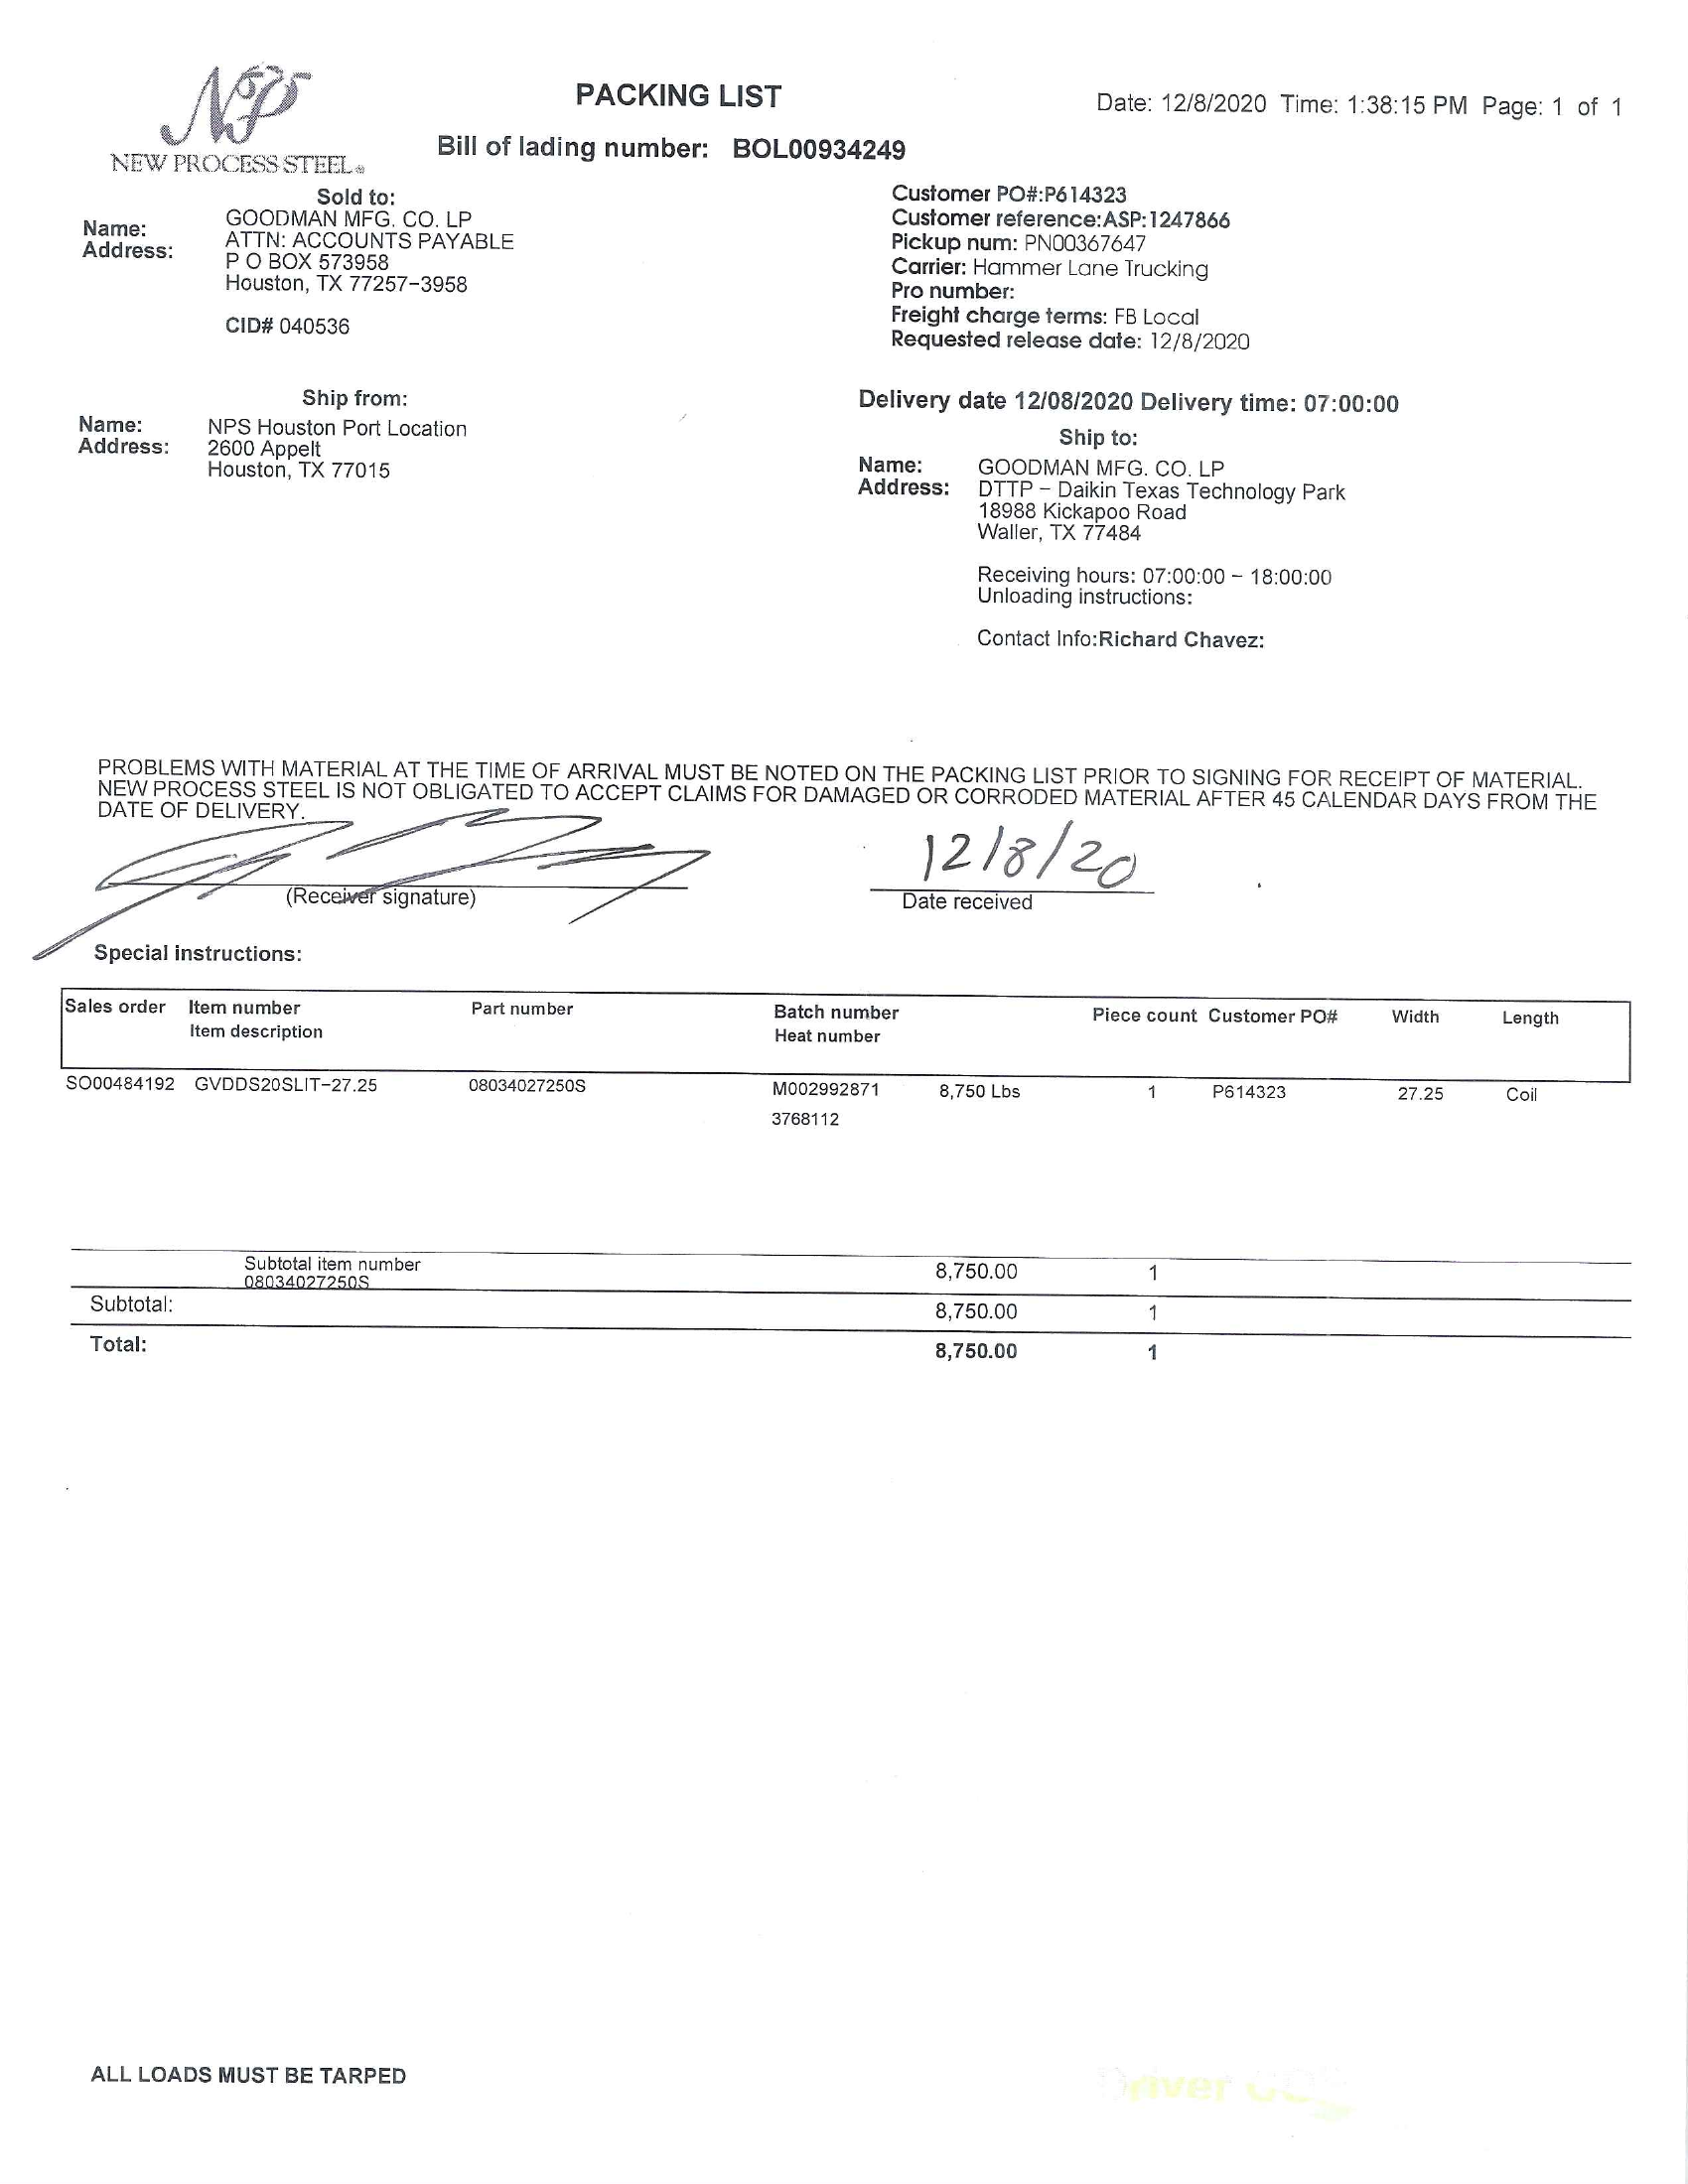 NPS
NEW PROCESS STEEL®
PACKING LIST
Date: 12/8/2020 Time: 1:38:15 PM Page: 1 of 1
Bill of lading number: BOL00934249
Sold to:
Name: GOODMAN MFG. CO. LP
Address: ATTN: ACCOUNTS PAYABLE
P O BOX 573958
Houston, TX 77257-3958
CID# 040536
Customer PO#:P614323
Customer reference:ASP:1247866
Pickup num: PN00367647
Carrier: Hammer Lane Trucking
Pro number:
Freight charge terms: FB Local
Requested release date: 12/8/2020
Ship from:
Name: NPS Houston Port Location
Address: 2600 Appelt
Houston, TX 77015
Delivery date 12/08/2020 Delivery time: 07:00:00
Ship to:
Name: GOODMAN MFG. CO. LP
Address: DTTP - Daikin Texas Technology Park
18988 Kickapoo Road
Waller, TX 77484
Receiving hours: 07:00:00 - 18:00:00
Unloading instructions:
Contact Info:Richard Chavez:
PROBLEMS WITH MATERIAL AT THE TIME OF ARRIVAL MUST BE NOTED ON THE PACKING LIST PRIOR TO SIGNING FOR RECEIPT OF MATERIAL.
NEW PROCESS STEEL IS NOT OBLIGATED TO ACCEPT CLAIMS FOR DAMAGED OR CORRODED MATERIAL AFTER 45 CALENDAR DAYS FROM THE
DATE OF DELIVERY.
12/8/20
(Receiver signature) Date received
Special instructions:
Sales order Item number Part number Batch number Piece count Customer PO# Width Length
Item description Heat number
SO00484192 GVDDS20SLIT-27.25 08034027250S M002992871 8,750 Lbs 1 P614323 27.25 Coil
3768112
Subtotal item number 8,750.00 1
08034027250S
Subtotal: 8,750.00 1
Total: 8,750.00 1
ALL LOADS MUST BE TARPED
Driver